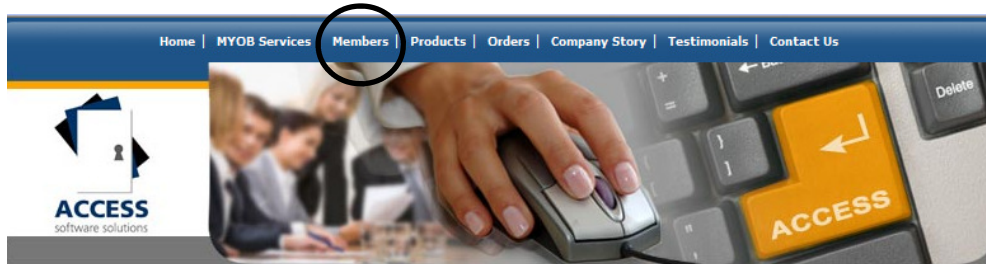 Home | MYOB Services | Members | Products | Orders | Company Story | Testimonials | Contact Us
+
=
Delete
}
]
"
ACCESS
ACCESS
software solutions